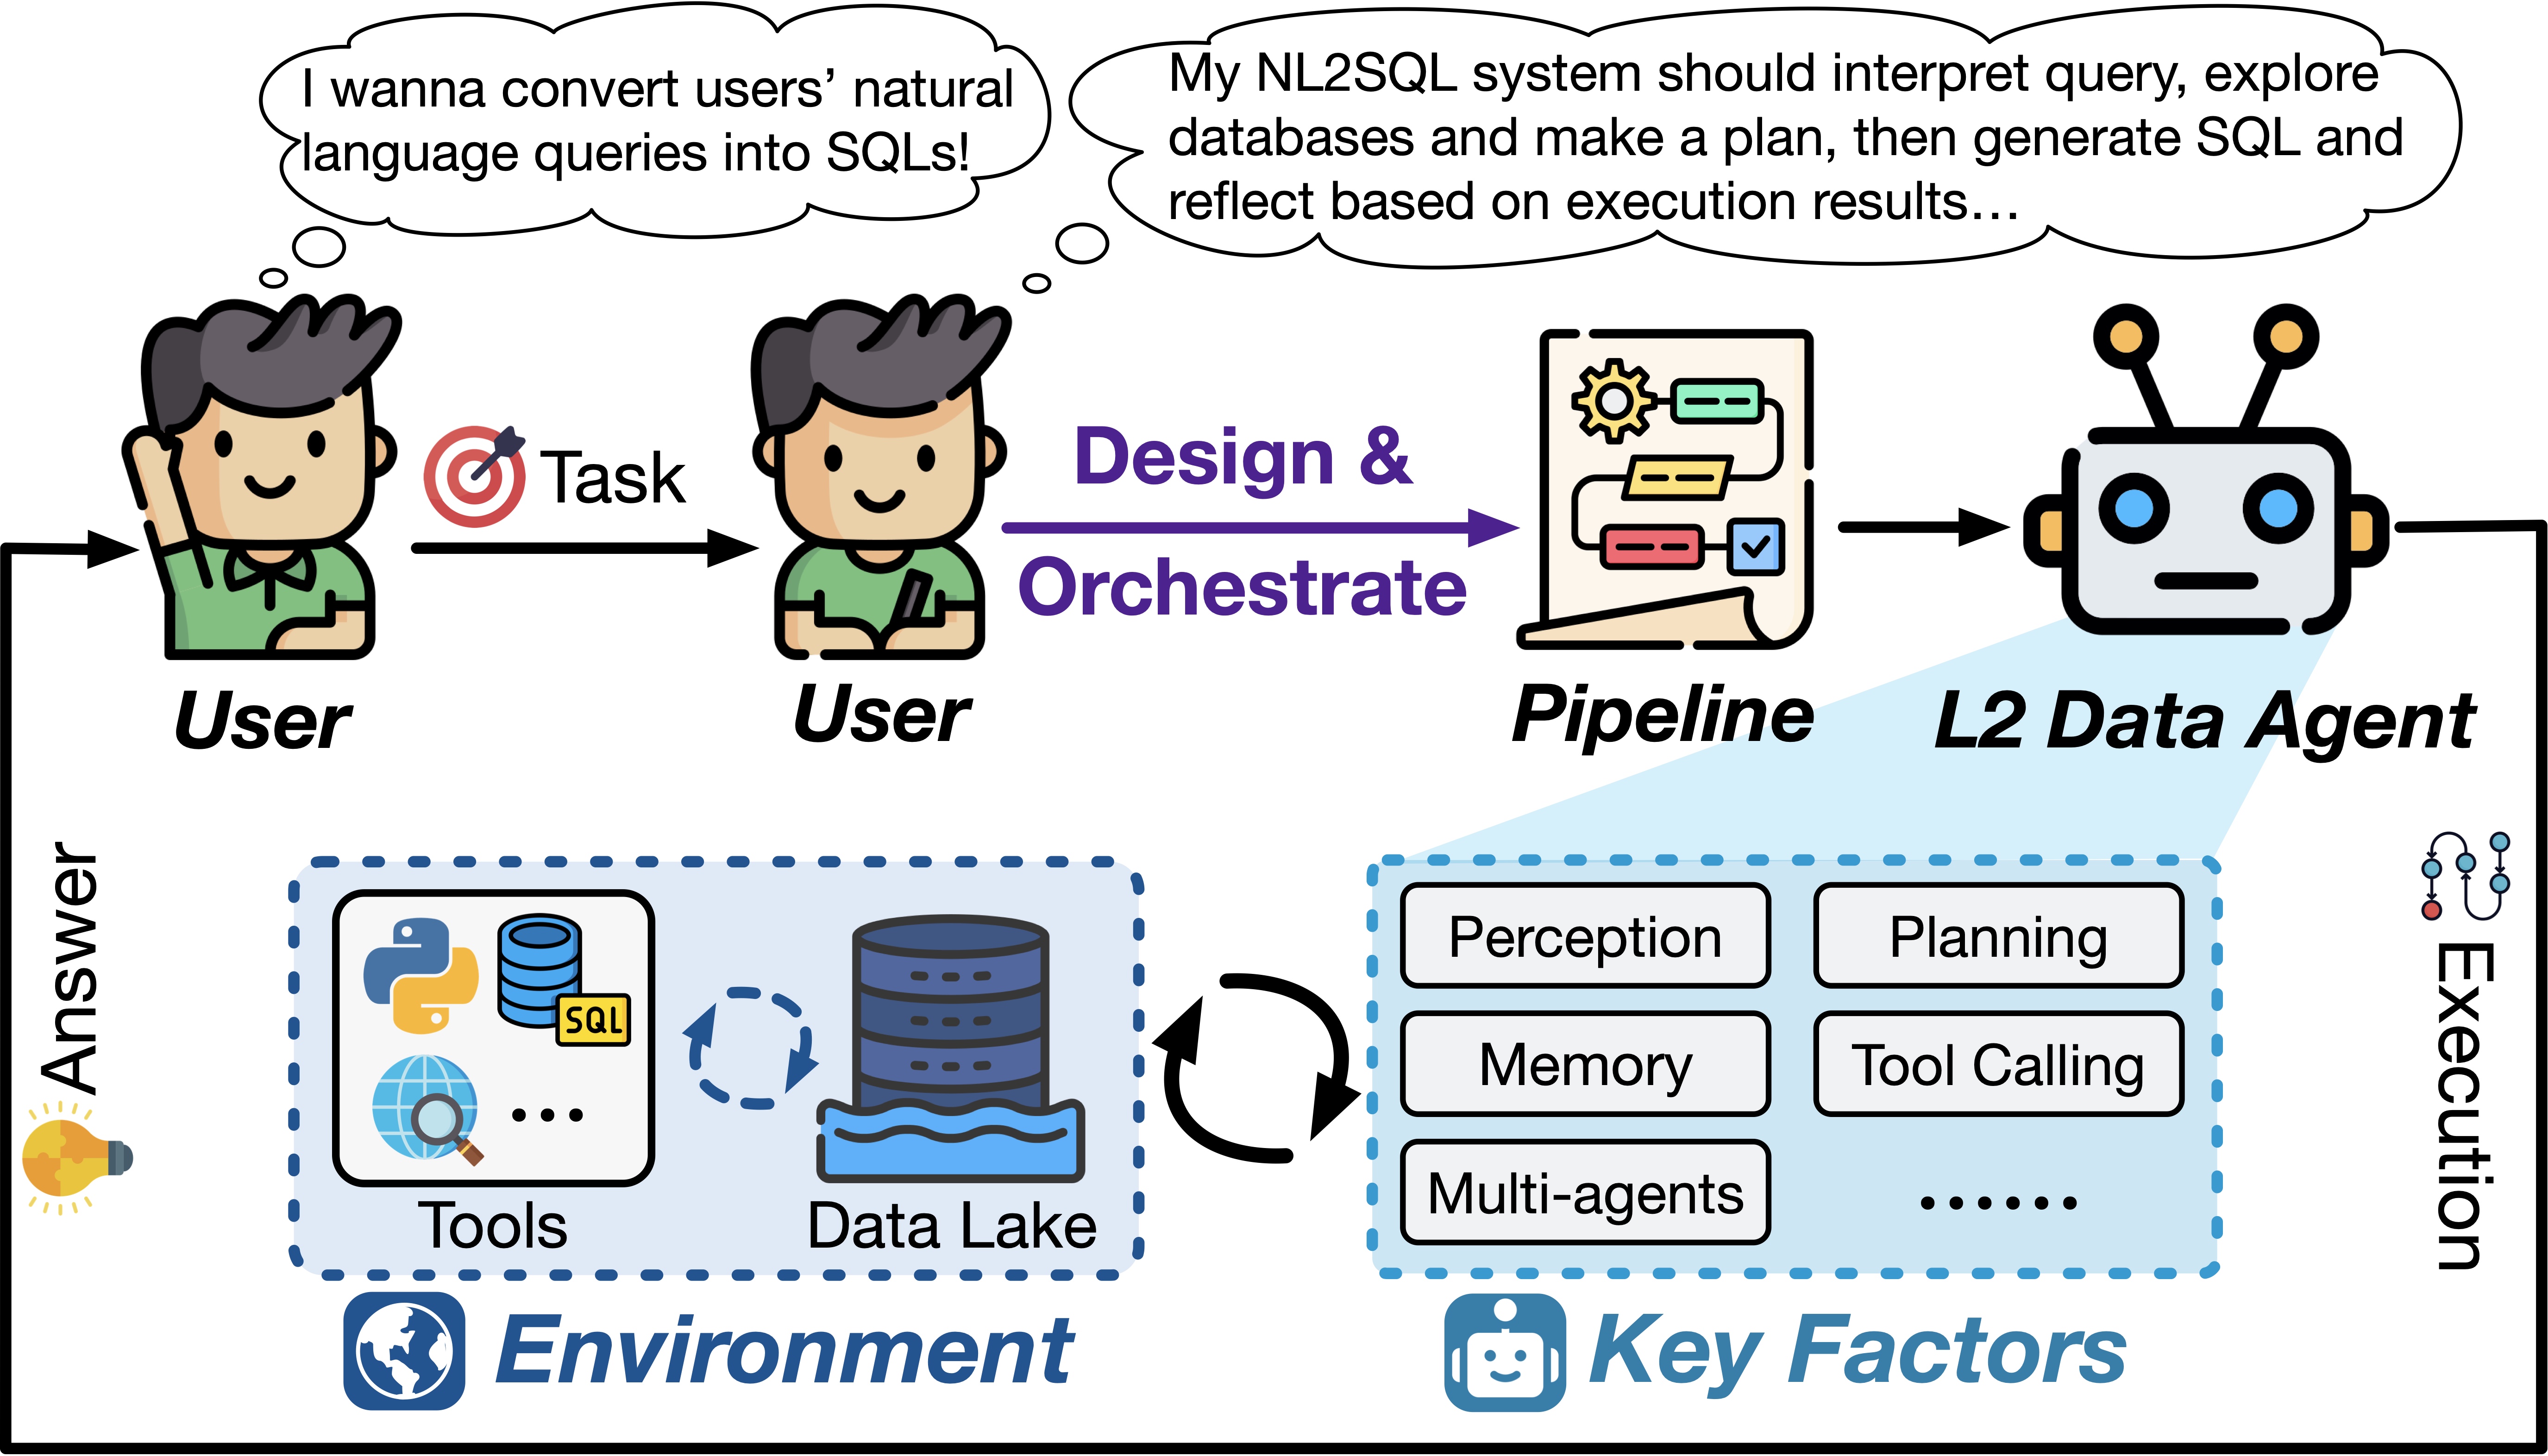 I wanna convert users’ natural
language queries into SQLs!
My NL2SQL system should interpret query, explore
databases and make a plan, then generate SQL and
reflect based on execution results...
Task
Design &
Orchestrate
User
User
Pipeline
L2 Data Agent
Answer
SQL
...
Tools
Data Lake
Perception
Planning
Memory
Tool Calling
Multi-agents
......
Execution
Environment
Key Factors